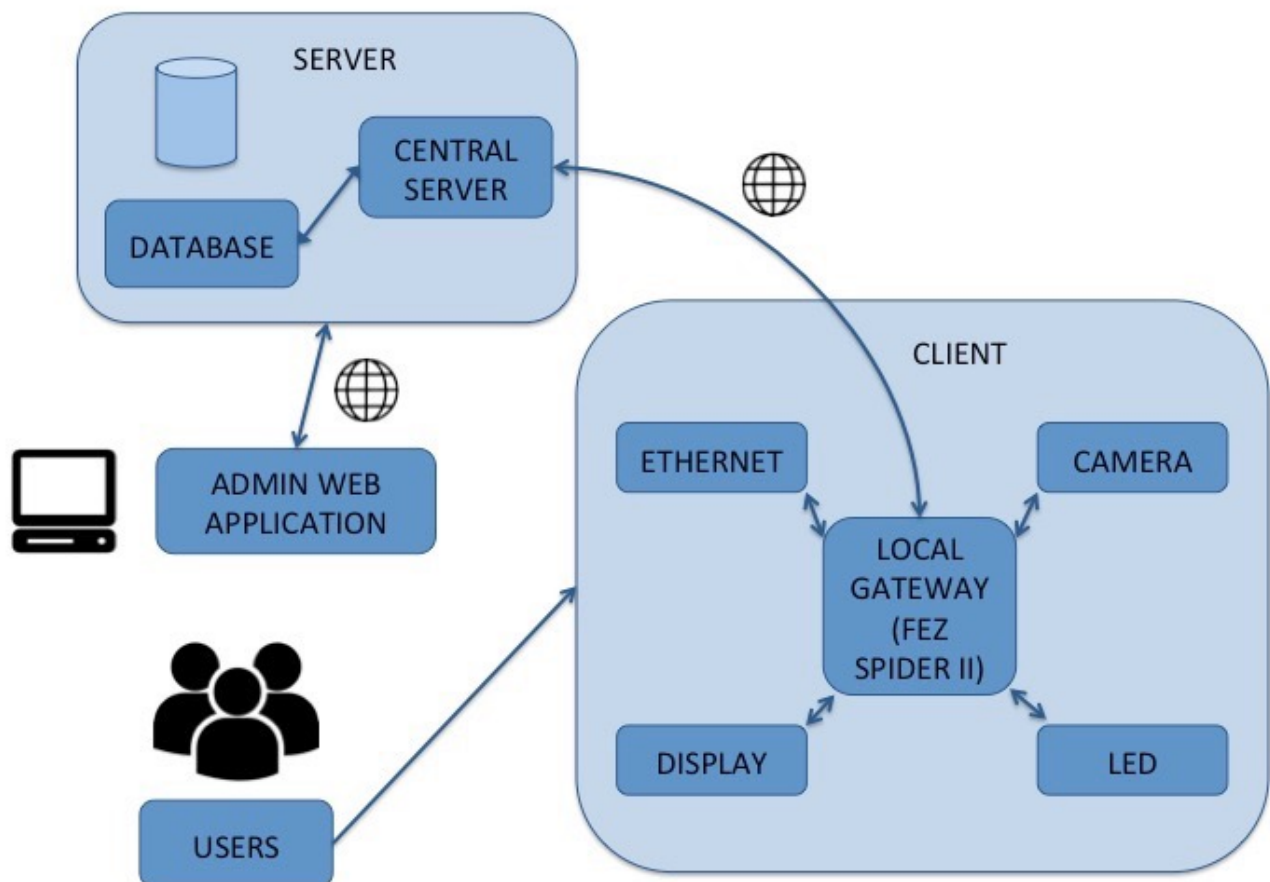 SERVER
CENTRAL
SERVER
DATABASE
CLIENT
ETHERNET
CAMERA
ADMIN WEB
APPLICATION
LOCAL
GATEWAY
(FEZ
SPIDER II)
DISPLAY
LED
USERS